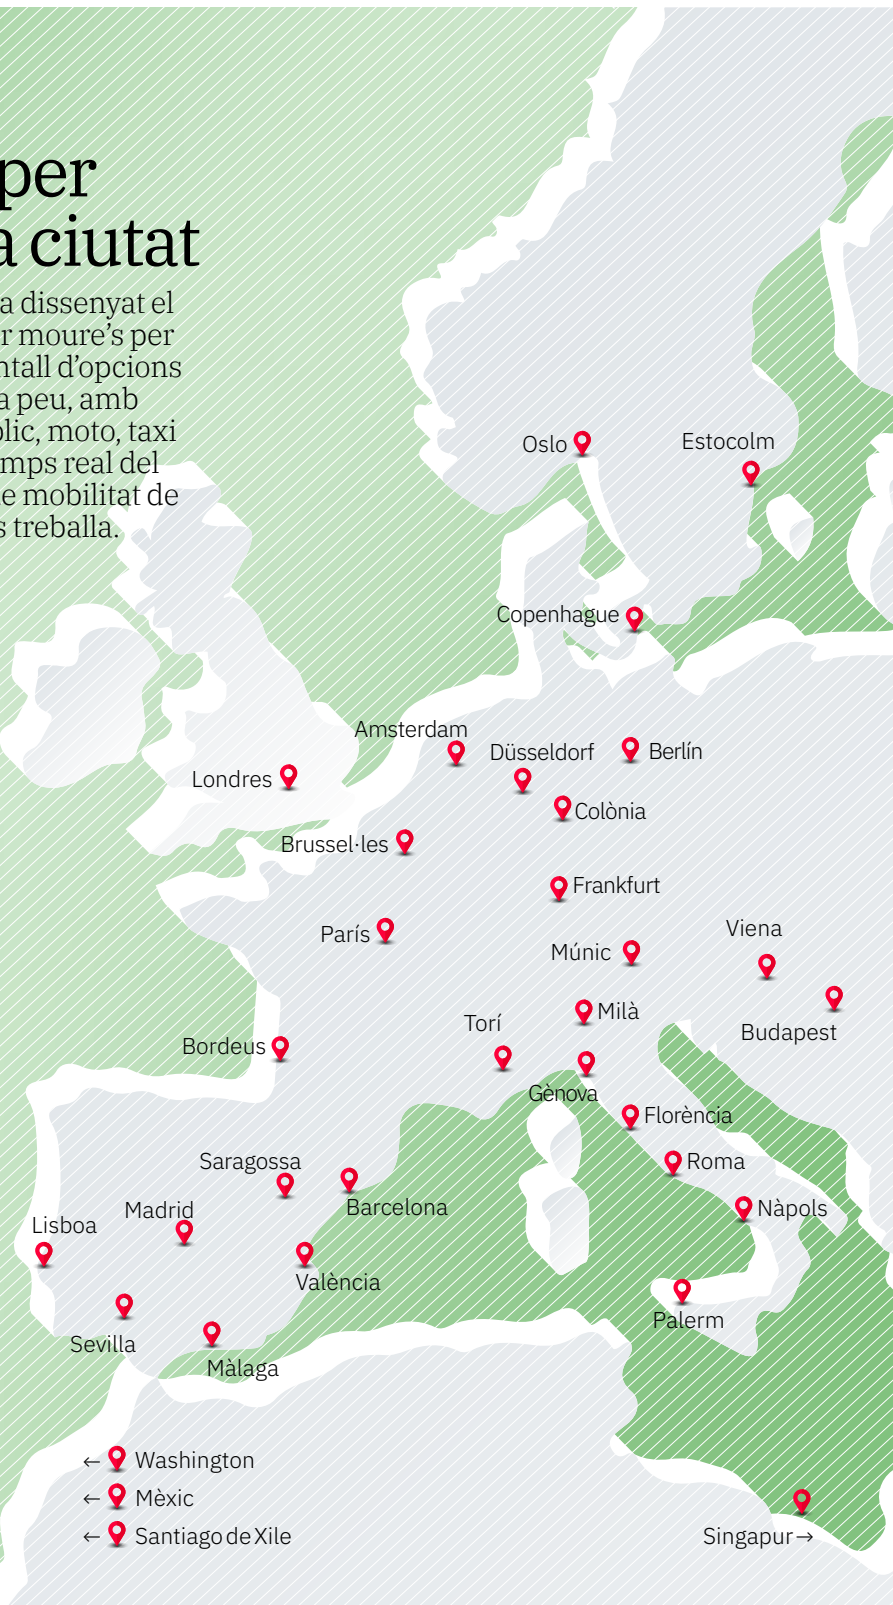 per
a ciutat
a dissenyat el
r moure’s per
ntall d’opcions
a peu, amb
olic, moto, taxi
mps real del
e mobilitat de
s treballa.
Oslo
Estocolm
Copenhague
Amsterdam
Düsseldorf
Berlín
Londres
Colònia
Brussel·les
Frankfurt
París
Viena
Múnic
Milà
Torí
Budapest
Bordeus
Gènova
Florència
Saragossa
Roma
Barcelona
Madrid
Nàpols
Lisboa
València
Palerm
Sevilla
Màlaga
← Washington
← Mèxic
← Santiago de Xile
Singapur→